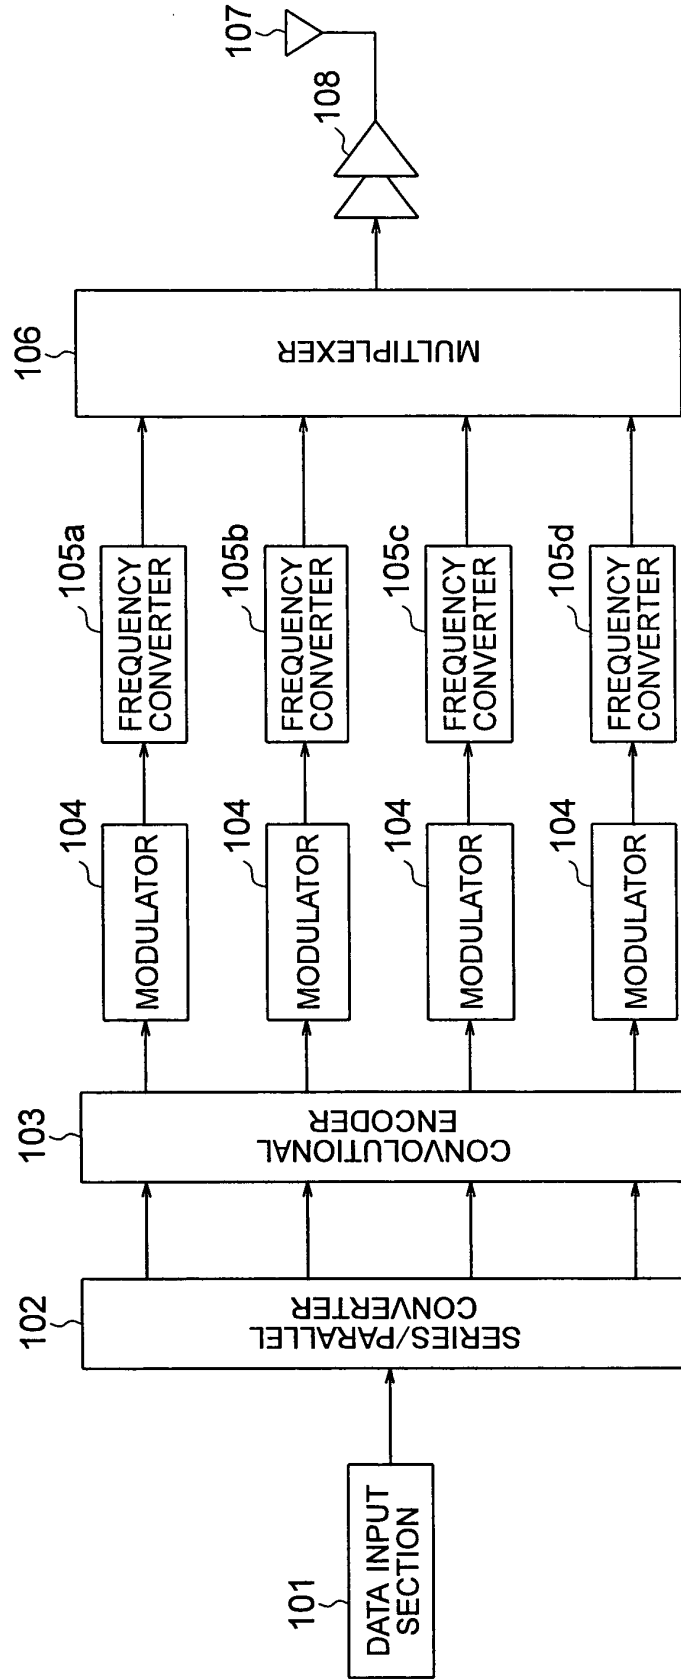 101
DATA INPUT
SECTION
102
SERIES/PARALLEL
CONVERTER
103
CONVOLUTIONAL
ENCODER
104
MODULATOR
104
MODULATOR
104
MODULATOR
104
MODULATOR
105a
FREQUENCY
CONVERTER
105b
FREQUENCY
CONVERTER
105c
FREQUENCY
CONVERTER
105d
FREQUENCY
CONVERTER
106
MULTIPLEXER
108
107